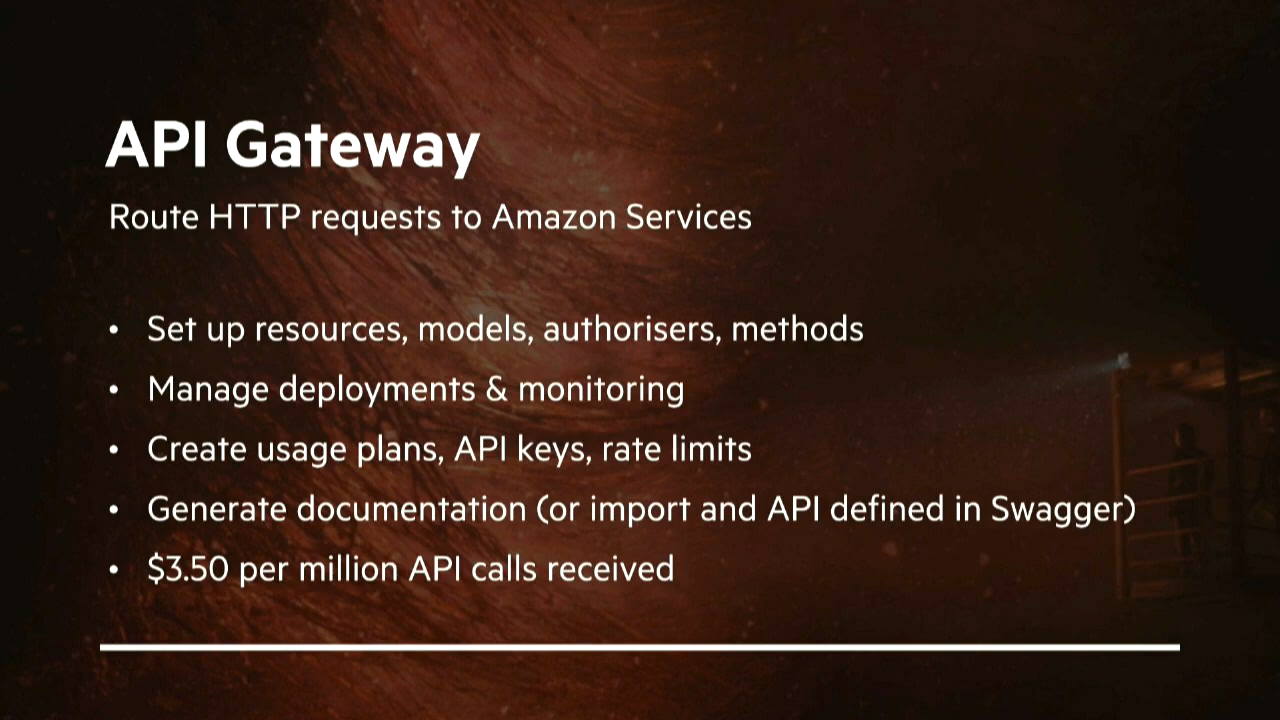 API Gateway
Route HTTP requests to Amazon Services
• Set up resources, models, authorisers, methods
• Manage deployments & monitoring
• Create usage plans, API keys, rate limits
• Generate documentation (or import and API defined in Swagger)
• $3.50 per million API calls received